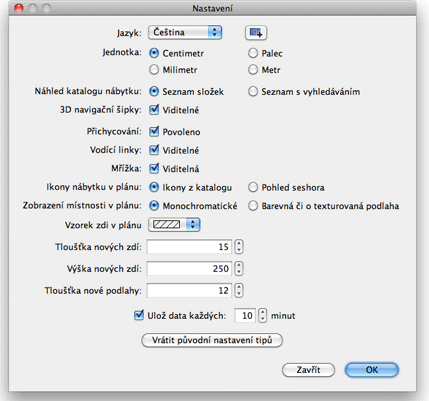 Nastavení
Jazyk: Čeština
Jednotka: Centimetr Palec
Milimetr Metr
Náhled katalogu nábytku: Seznam složek Seznam s vyhledáváním
3D navigační šipky: Viditelné
Přichycování: Povoleno
Vodící linky: Viditelné
Mřížka: Viditelná
Ikony nábytku v plánu: Ikony z katalogu Pohled seshora
Zobrazení místnosti v plánu: Monochromatické Barevná či o texturovaná podlaha
Vzorek zdi v plánu
Tloušťka nových zdí: 15
Výška nových zdí: 250
Tloušťka nové podlahy: 12
Ulož data každých: 10 minut
Vrátit původní nastavení tipů
Zavřít OK